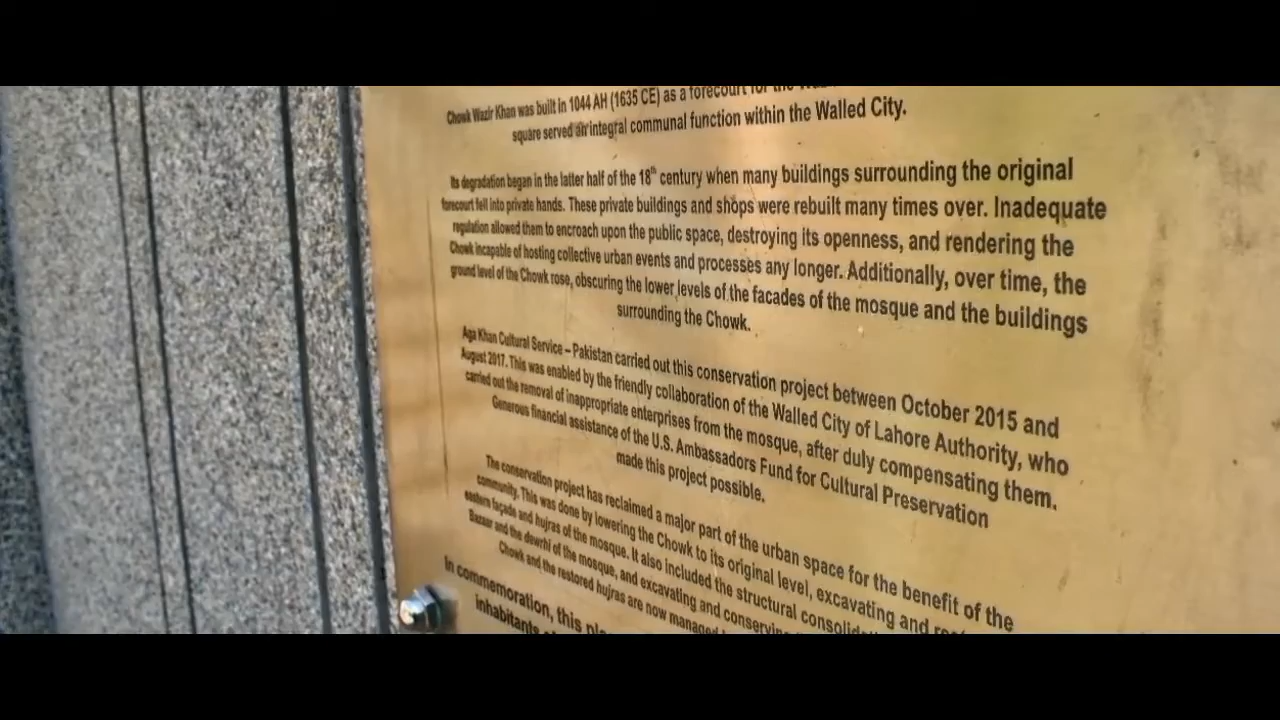 Chowk Wazir Khan was built in 1044 AH (1635 CE) as a forecourt for the
square served an integral communal function within the Walled City.
Its degradation began in the latter half of the 18th century when many buildings surrounding the original
forecourt fell into private hands. These private buildings and shops were rebuilt many times over. Inadequate
regulation allowed them to encroach upon the public space, destroying its openness, and rendering the
Chowk incapable of hosting collective urban events and processes any longer. Additionally, over time, the
ground level of the Chowk rose, obscuring the lower levels of the facades of the mosque and the buildings
surrounding the Chowk.
Aga Khan Cultural Service – Pakistan carried out this conservation project between October 2015 and
August 2017. This was enabled by the friendly collaboration of the Walled City of Lahore Authority, who
carried out the removal of inappropriate enterprises from the mosque, after duly compensating them.
Generous financial assistance of the U.S. Ambassadors Fund for Cultural Preservation
made this project possible.
The conservation project has reclaimed a major part of the urban space for the benefit of the
community. This was done by lowering the Chowk to its original level, excavating and
eastern façade and hujras of the mosque. It also included the structural
Bazaar and the dewrhi of the mosque, and excavating and
Chowk and the restored hujras are now managed
In commemoration, this
inhabitants